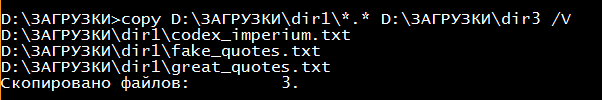 D:\ЗАГРУЗКИ>copy D:\ЗАГРУЗКИ\dir1\*.* D:\ЗАГРУЗКИ\dir3 /V
D:\ЗАГРУЗКИ\dir1\codex_imperium.txt
D:\ЗАГРУЗКИ\dir1\fake_quotes.txt
D:\ЗАГРУЗКИ\dir1\great_quotes.txt
Скопировано файлов:         3.